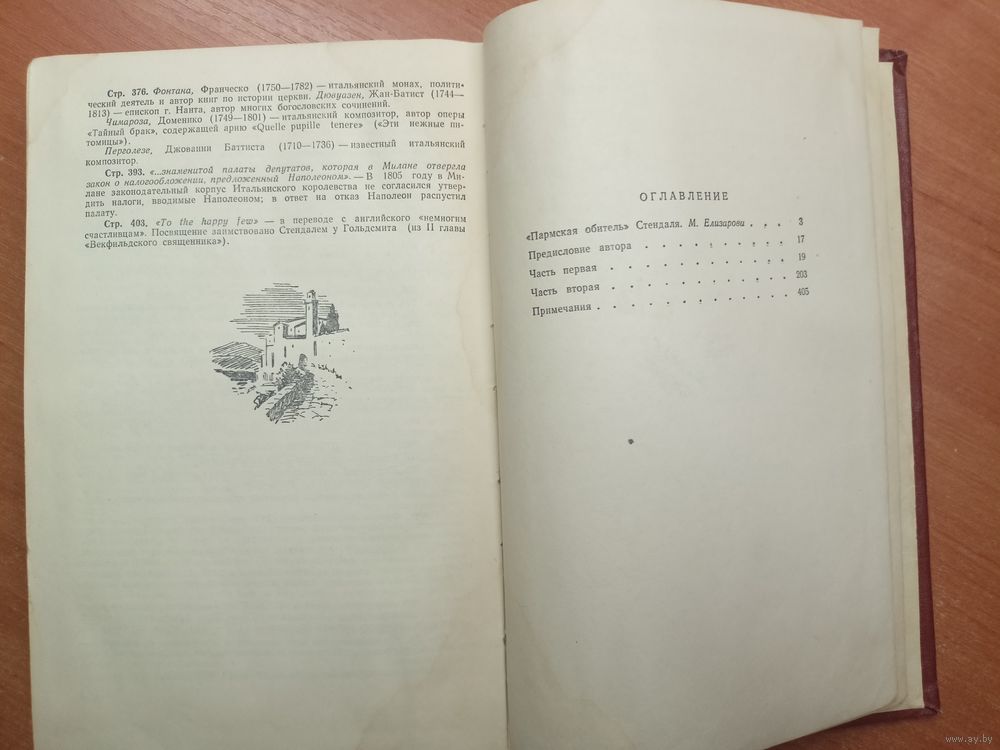 Стр. 376. Фонтана, Франческо (1750—1782) — итальянский монах, полити-
ческий деятель и автор книг по истории церкви. Дювуазен, Жан-Батист (1744—
1813) — епископ г. Нанта, автор многих богословских сочинений.
Чимароза, Доменико (1749—1801) — итальянский композитор, автор оперы
«Тайный брак», содержащей арию «Quelle pupille tenere» («Эти нежные пи-
томицы»).
Перголезе, Джованни Баттиста (1710—1736) — известный итальянский
композитор.
Стр. 393. «...знаменитой палаты депутатов, которая в Милане отвергла
закон о налогообложении, предложенный Наполеоном». — В 1805 году в Ми-
лане законодательный корпус Итальянского королевства не согласился утвер-
дить налоги, вводимые Наполеоном; в ответ на отказ Наполеон распустил
палату.
Стр. 403. «To the happy few» — в переводе с английского «немногим
счастливцам». Посвящение заимствовано Стендалем у Гольдсмита (из II главы
«Векфильдского священника»).
ОГЛАВЛЕНИЕ
«Пармская обитель» Стендаля. М. Елизарова . . . 3
Предисловие автора . . . . . . . . . 17
Часть первая . . . . . . . . . . . 19
Часть вторая . . . . . . . . . . . 203
Примечания . . . . . . . . . . . . 405
www.ay.by